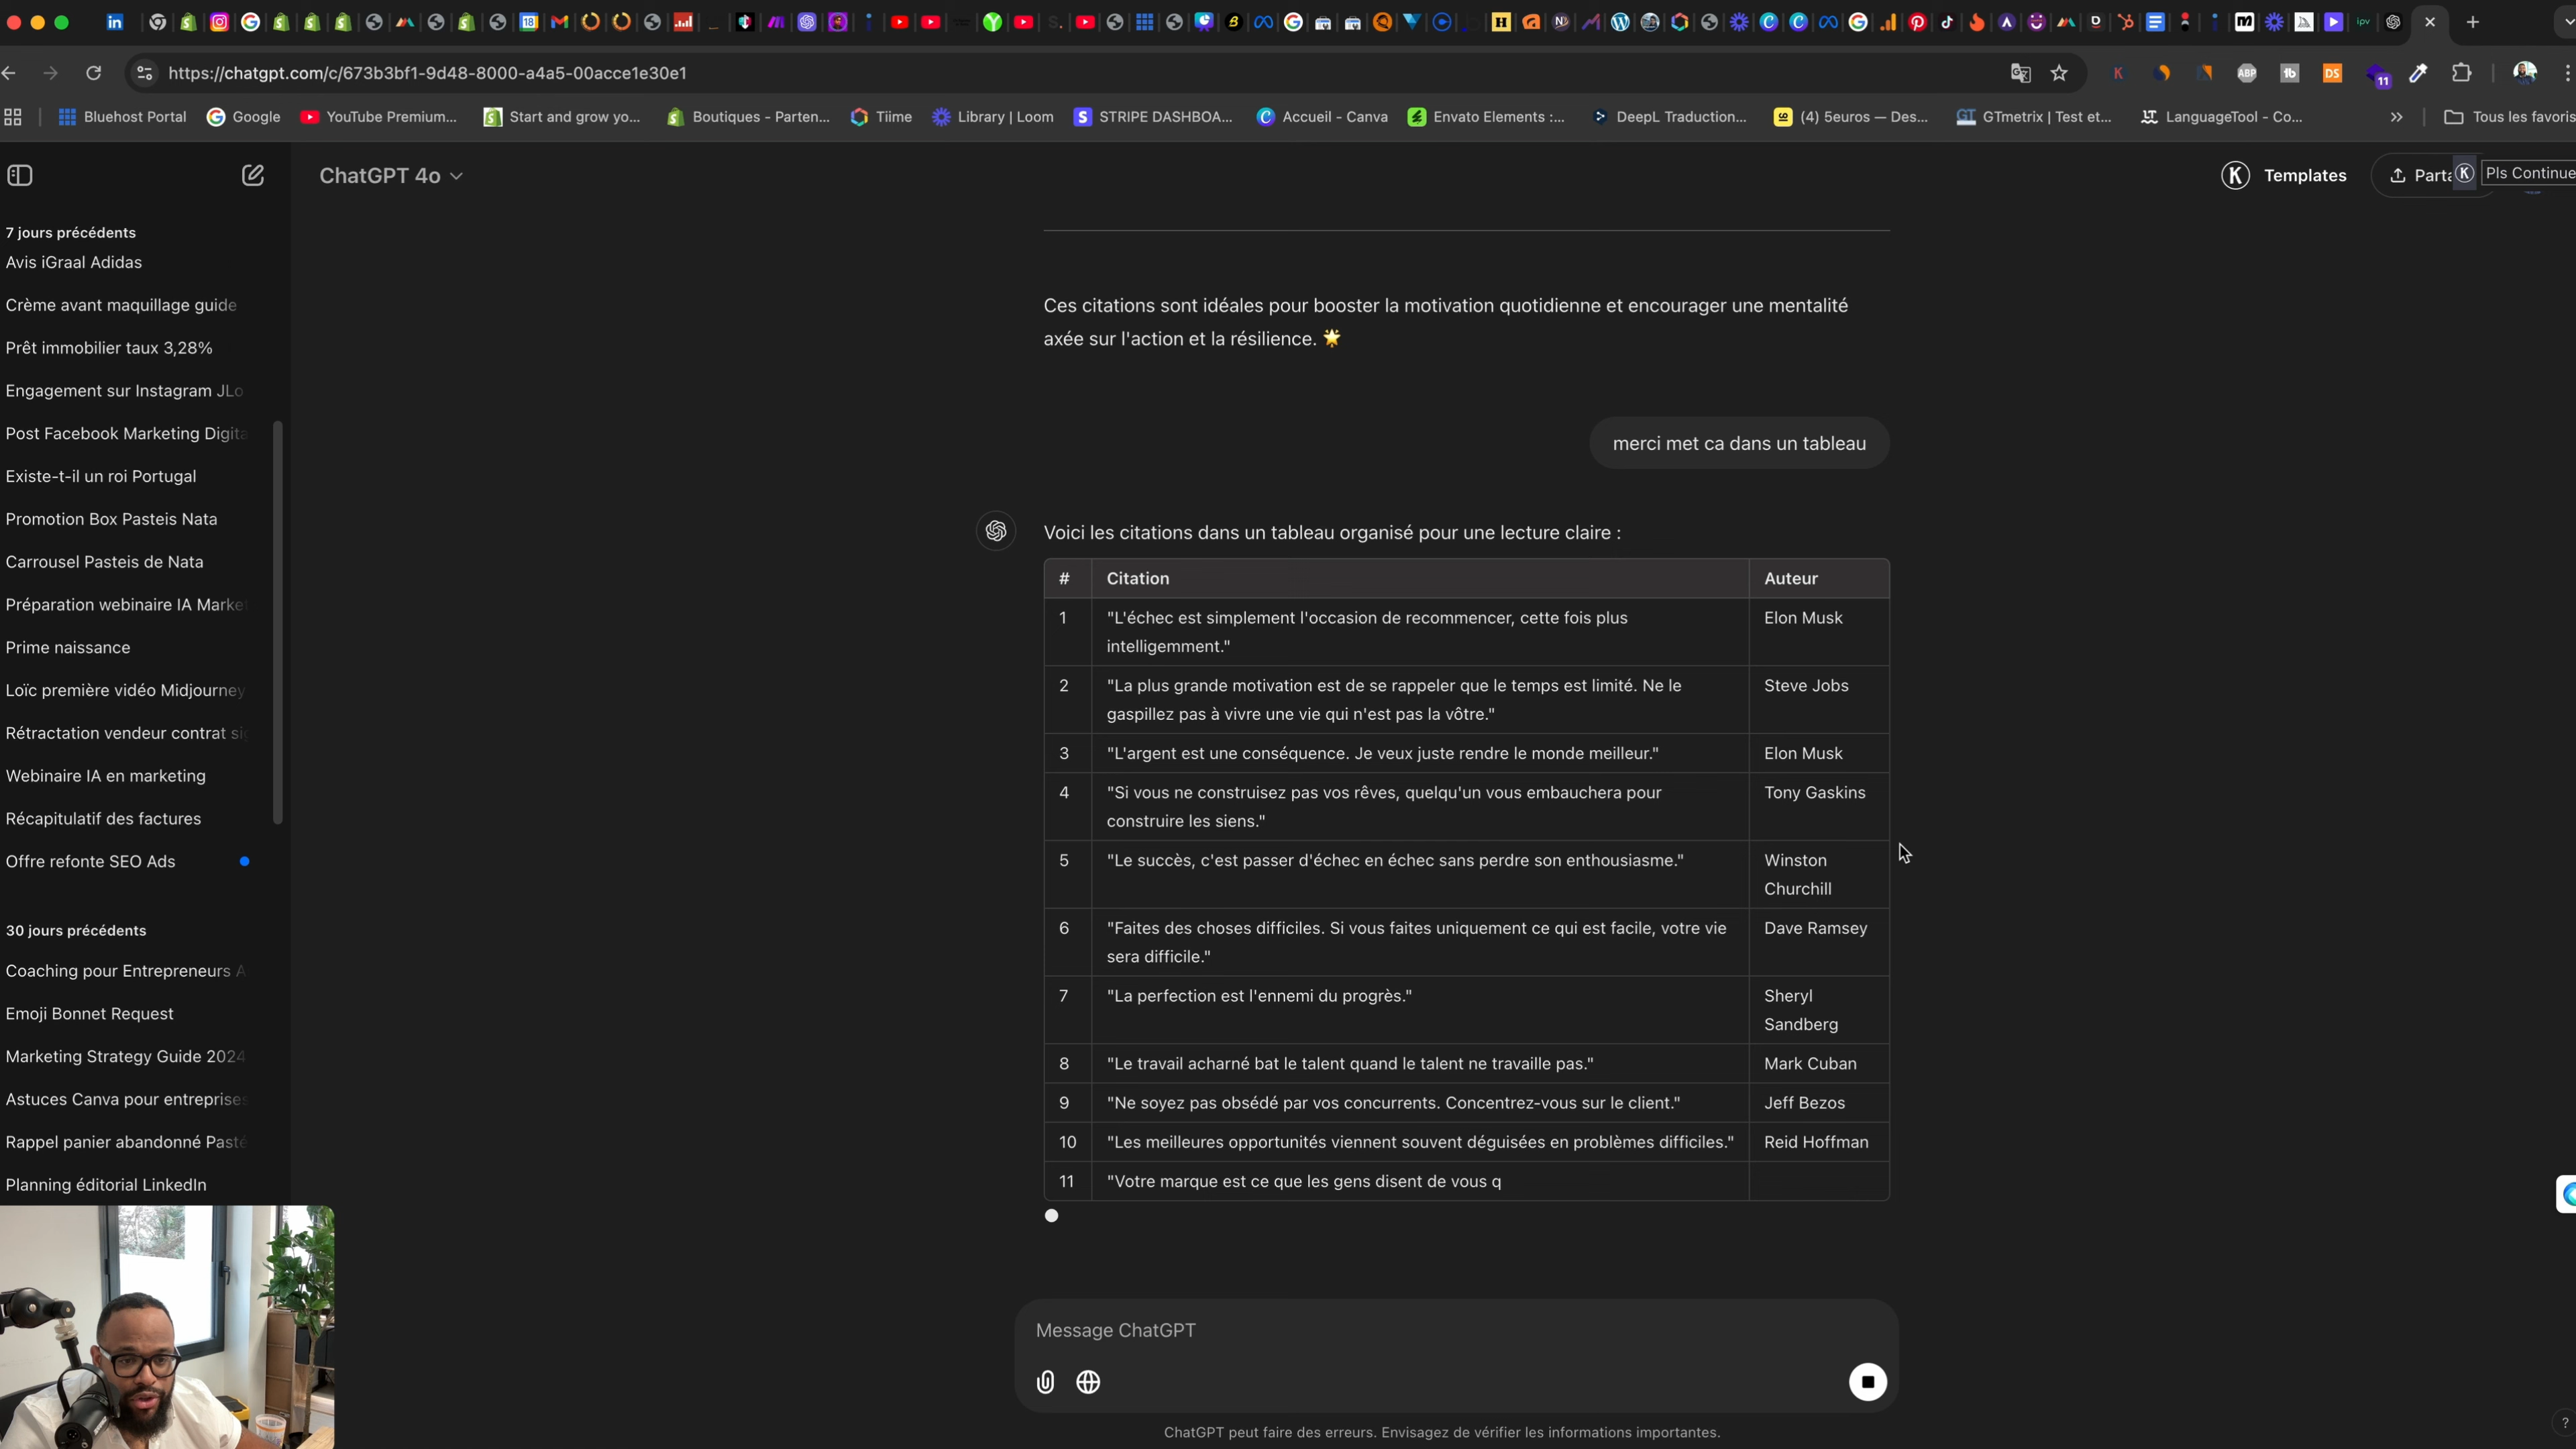 https://chatgpt.com/c/673b3bf1-9d48-8000-a4a5-00acce1e30e1
Bluehost Portal
Google
YouTube Premium...
Start and grow yo...
Boutiques - Parten...
Tiime
Library | Loom
STRIPE DASHBOA...
Accueil - Canva
Envato Elements :...
DeepL Traduction...
(4) 5euros — Des...
GTmetrix | Test et...
LanguageTool - Co...
Tous les favoris
ChatGPT 4o
Templates
Parta
Pls Continue
7 jours précédents
Avis iGraal Adidas
Crème avant maquillage guide
Prêt immobilier taux 3,28%
Engagement sur Instagram JLo
Post Facebook Marketing Digita
Existe-t-il un roi Portugal
Promotion Box Pasteis Nata
Carrousel Pasteis de Nata
Préparation webinaire IA Marke
Prime naissance
Loïc première vidéo Midjourney
Rétractation vendeur contrat si
Webinaire IA en marketing
Récapitulatif des factures
Offre refonte SEO Ads
30 jours précédents
Coaching pour Entrepreneurs A
Emoji Bonnet Request
Marketing Strategy Guide 2024
Astuces Canva pour entreprises
Rappel panier abandonné Pasté
Planning éditorial LinkedIn
Ces citations sont idéales pour booster la motivation quotidienne et encourager une mentalité
axée sur l'action et la résilience. 🌟
merci met ca dans un tableau
Voici les citations dans un tableau organisé pour une lecture claire :
# Citation Auteur
1 "L'échec est simplement l'occasion de recommencer, cette fois plus Elon Musk
intelligemment."
2 "La plus grande motivation est de se rappeler que le temps est limité. Ne le Steve Jobs
gaspillez pas à vivre une vie qui n'est pas la vôtre."
3 "L'argent est une conséquence. Je veux juste rendre le monde meilleur." Elon Musk
4 "Si vous ne construisez pas vos rêves, quelqu'un vous embauchera pour Tony Gaskins
construire les siens."
5 "Le succès, c'est passer d'échec en échec sans perdre son enthousiasme." Winston
Churchill
6 "Faites des choses difficiles. Si vous faites uniquement ce qui est facile, votre vie Dave Ramsey
sera difficile."
7 "La perfection est l'ennemi du progrès." Sheryl
Sandberg
8 "Le travail acharné bat le talent quand le talent ne travaille pas." Mark Cuban
9 "Ne soyez pas obsédé par vos concurrents. Concentrez-vous sur le client." Jeff Bezos
10 "Les meilleures opportunités viennent souvent déguisées en problèmes difficiles." Reid Hoffman
11 "Votre marque est ce que les gens disent de vous q
Message ChatGPT
ChatGPT peut faire des erreurs. Envisagez de vérifier les informations importantes.